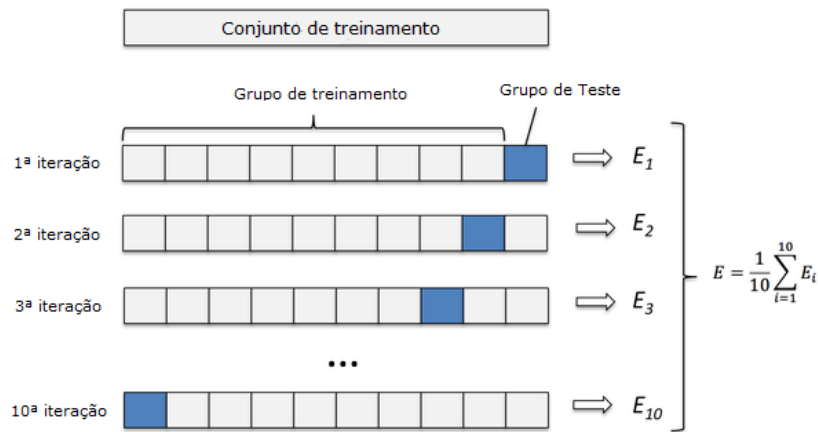 Conjunto de treinamento
Grupo de treinamento
Grupo de Teste
1ª iteração
E₁
2ª iteração
E₂
3ª iteração
E₃
...
10ª iteração
E₁₀
E = 1/10 ∑_{i=1}^{10} E_i